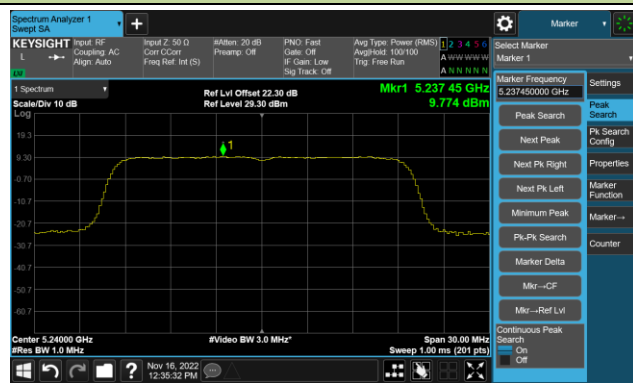 Spectrum Analyzer 1
Swept SA
+
Marker
KEYSIGHT
L
LXI
Input: RF
Coupling: AC
Align: Auto
Input Z: 50 Ω
Corr CCorr
Freq Ref: Int (S)
#Atten: 20 dB
Preamp: Off
PNO: Fast
Gate: Off
IF Gain: Low
Sig Track: Off
Avg Type: Power (RMS)
Avg|Hold: 100/100
Trig: Free Run
1 2 3 4 5 6
A W W W W W
A N N N N N
Select Marker
Marker 1
1 Spectrum
Scale/Div 10 dB
Log
Ref Lvl Offset 22.30 dB
Ref Level 29.30 dBm
Mkr1 5.237 45 GHz
9.774 dBm
1
19.3
9.30
-0.700
-10.7
-20.7
-30.7
-40.7
-50.7
-60.7
Center 5.24000 GHz
#Res BW 1.0 MHz
#Video BW 3.0 MHz*
Span 30.00 MHz
Sweep 1.00 ms (201 pts)
Marker Frequency
5.237450000 GHz
Peak Search
Next Peak
Next Pk Right
Next Pk Left
Minimum Peak
Pk-Pk Search
Marker Delta
Mkr→CF
Mkr→Ref Lvl
Continuous Peak
Search
On
Off
Settings
Peak
Search
Pk Search
Config
Properties
Marker
Function
Marker→
Counter
?
Nov 16, 2022
12:35:32 PM